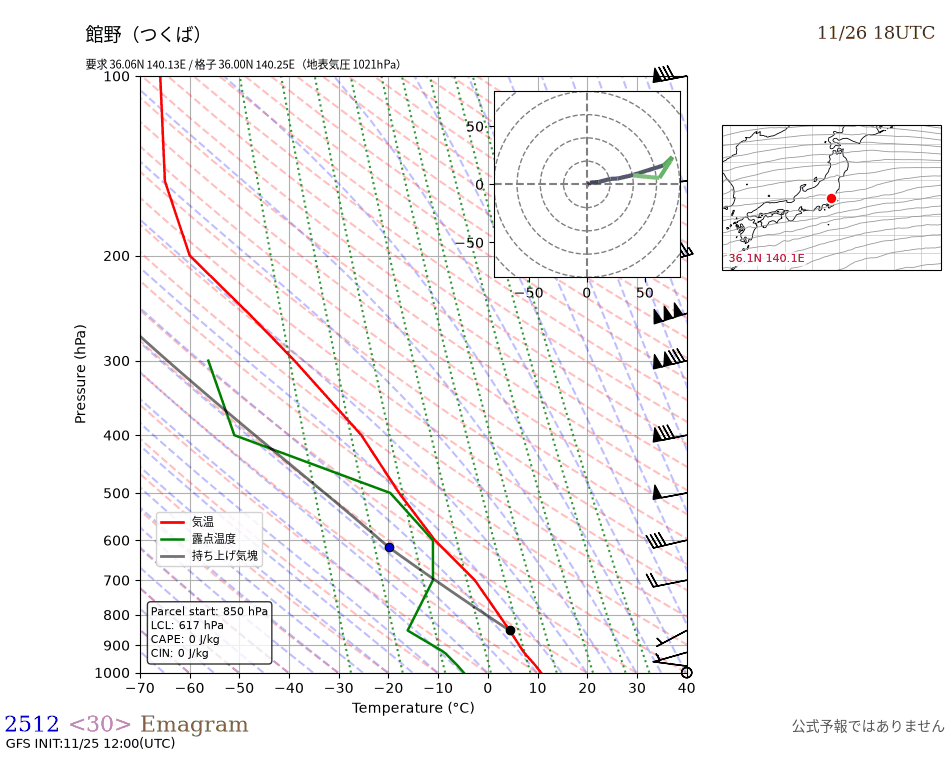 館野（つくば）
11/26 18UTC
要求 36.06N 140.13E / 格子 36.00N 140.25E（地表気圧 1021hPa）
100
200
300
400
500
600
700
800
900
1000
Pressure (hPa)
50
0
−50
−50 0 50
36.1N 140.1E
気温
露点温度
持ち上げ気塊
Parcel start: 850 hPa
LCL: 617 hPa
CAPE: 0 J/kg
CIN: 0 J/kg
−70 −60 −50 −40 −30 −20 −10 0 10 20 30 40
Temperature (°C)
2512 <30> Emagram
公式予報ではありません
GFS INIT:11/25 12:00(UTC)